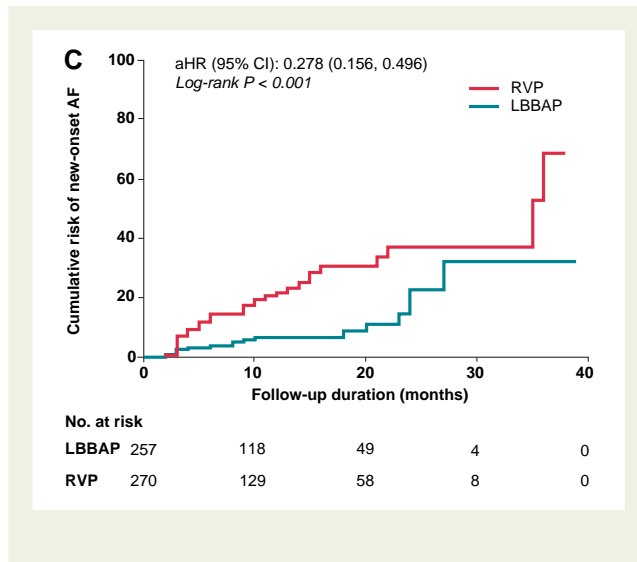 C
aHR (95% CI): 0.278 (0.156, 0.496)
Log-rank P < 0.001
RVP
LBBAP
Cumulative risk of new-onset AF
100
80
60
40
20
0
0 10 20 30 40
Follow-up duration (months)
No. at risk
LBBAP 257 118 49 4 0
RVP 270 129 58 8 0